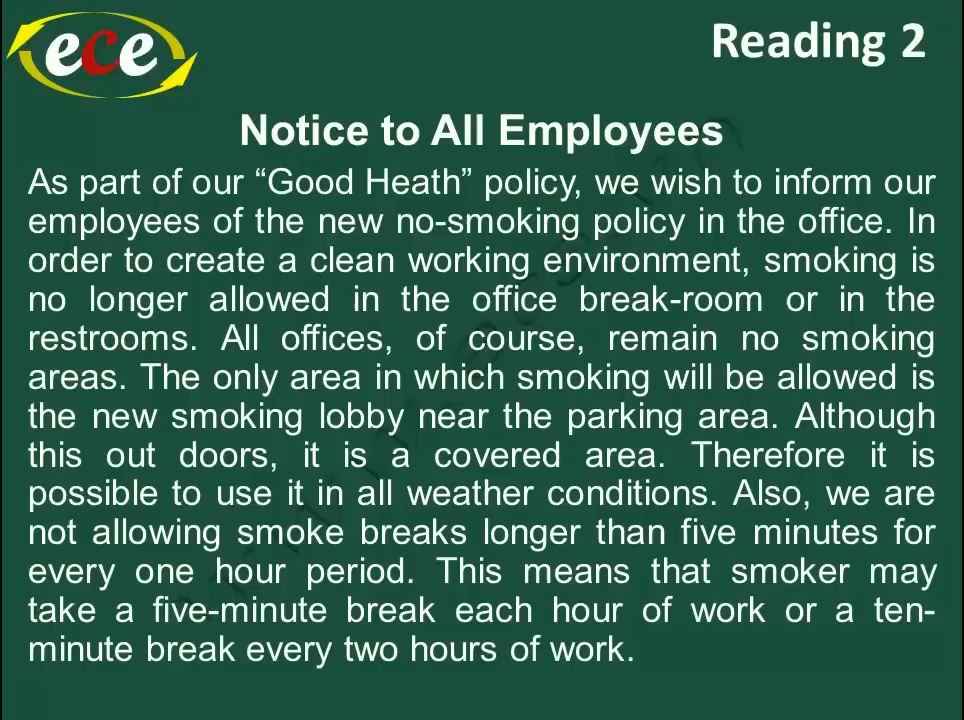 ece
Reading 2
Notice to All Employees
As part of our “Good Heath” policy, we wish to inform our
employees of the new no-smoking policy in the office. In
order to create a clean working environment, smoking is
no longer allowed in the office break-room or in the
restrooms. All offices, of course, remain no smoking
areas. The only area in which smoking will be allowed is
the new smoking lobby near the parking area. Although
this out doors, it is a covered area. Therefore it is
possible to use it in all weather conditions. Also, we are
not allowing smoke breaks longer than five minutes for
every one hour period. This means that smoker may
take a five-minute break each hour of work or a ten-
minute break every two hours of work.